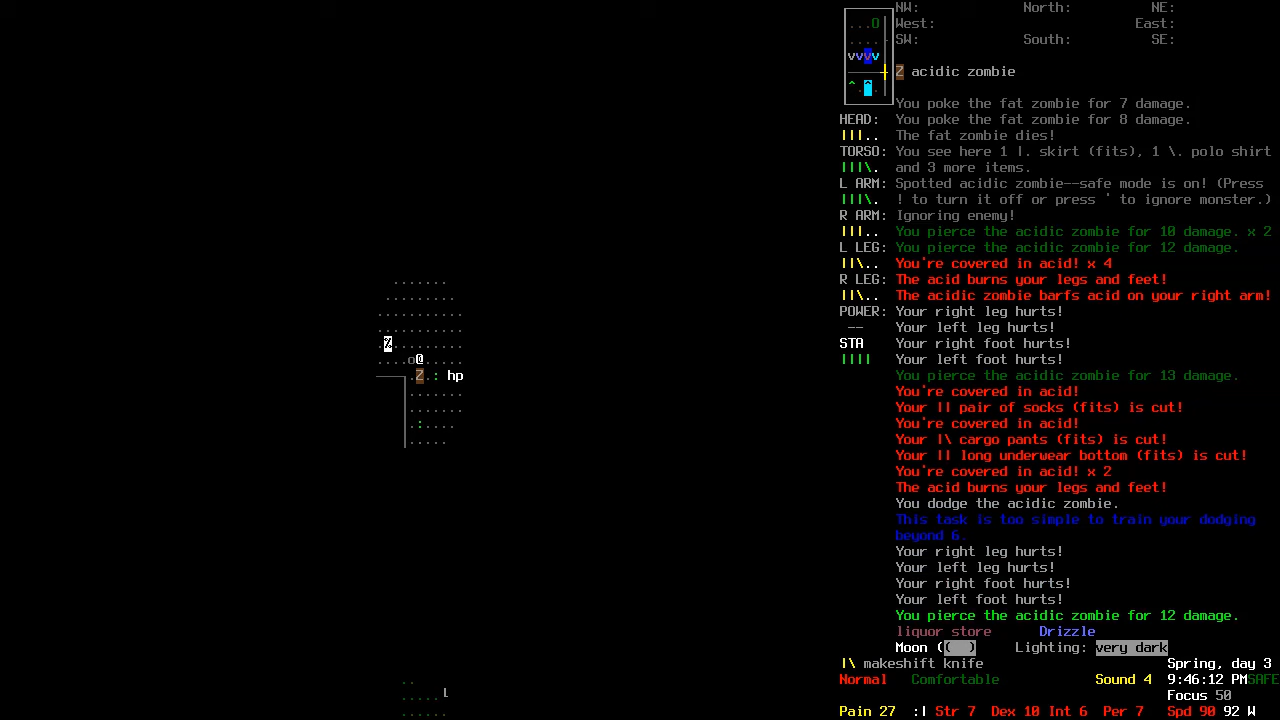 NW: North: NE:
West: East:
SW: South: SE:
Z acidic zombie
You poke the fat zombie for 7 damage.
HEAD: You poke the fat zombie for 8 damage.
|||.. The fat zombie dies!
TORSO: You see here 1 |. skirt (fits), 1 \. polo shirt
|||\. and 3 more items.
L ARM: Spotted acidic zombie--safe mode is on! (Press
|||\. ! to turn it off or press ' to ignore monster.)
R ARM: Ignoring enemy!
|||.. You pierce the acidic zombie for 10 damage. x 2
L LEG: You pierce the acidic zombie for 12 damage.
||\.. You're covered in acid! x 4
R LEG: The acid burns your legs and feet!
||\.. The acidic zombie barfs acid on your right arm!
POWER: Your right leg hurts!
-- Your left leg hurts!
STA Your right foot hurts!
|||| Your left foot hurts!
hp
You pierce the acidic zombie for 13 damage.
You're covered in acid!
Your || pair of socks (fits) is cut!
You're covered in acid!
Your |\ cargo pants (fits) is cut!
Your || long underwear bottom (fits) is cut!
You're covered in acid! x 2
The acid burns your legs and feet!
You dodge the acidic zombie.
This task is too simple to train your dodging
beyond 6.
Your right leg hurts!
Your left leg hurts!
Your right foot hurts!
Your left foot hurts!
You pierce the acidic zombie for 12 damage.
liquor store Drizzle
Moon (( ) Lighting: very dark
|\ makeshift knife Spring, day 3
Normal Comfortable Sound 4 9:46:12 PM SAFE
Focus 50
Pain 27 :| Str 7 Dex 10 Int 6 Per 7 Spd 90 92 W